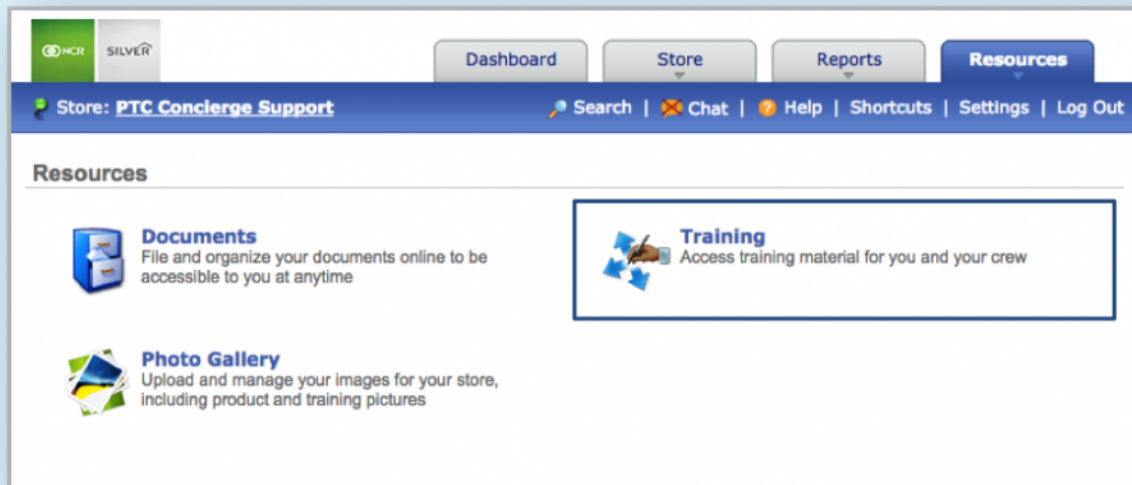 NCR SILVER
Dashboard Store Reports Resources
Store: PTC Concierge Support Search | Chat | Help | Shortcuts | Settings | Log Out
Resources
Documents
File and organize your documents online to be
accessible to you at anytime
Training
Access training material for you and your crew
Photo Gallery
Upload and manage your images for your store,
including product and training pictures